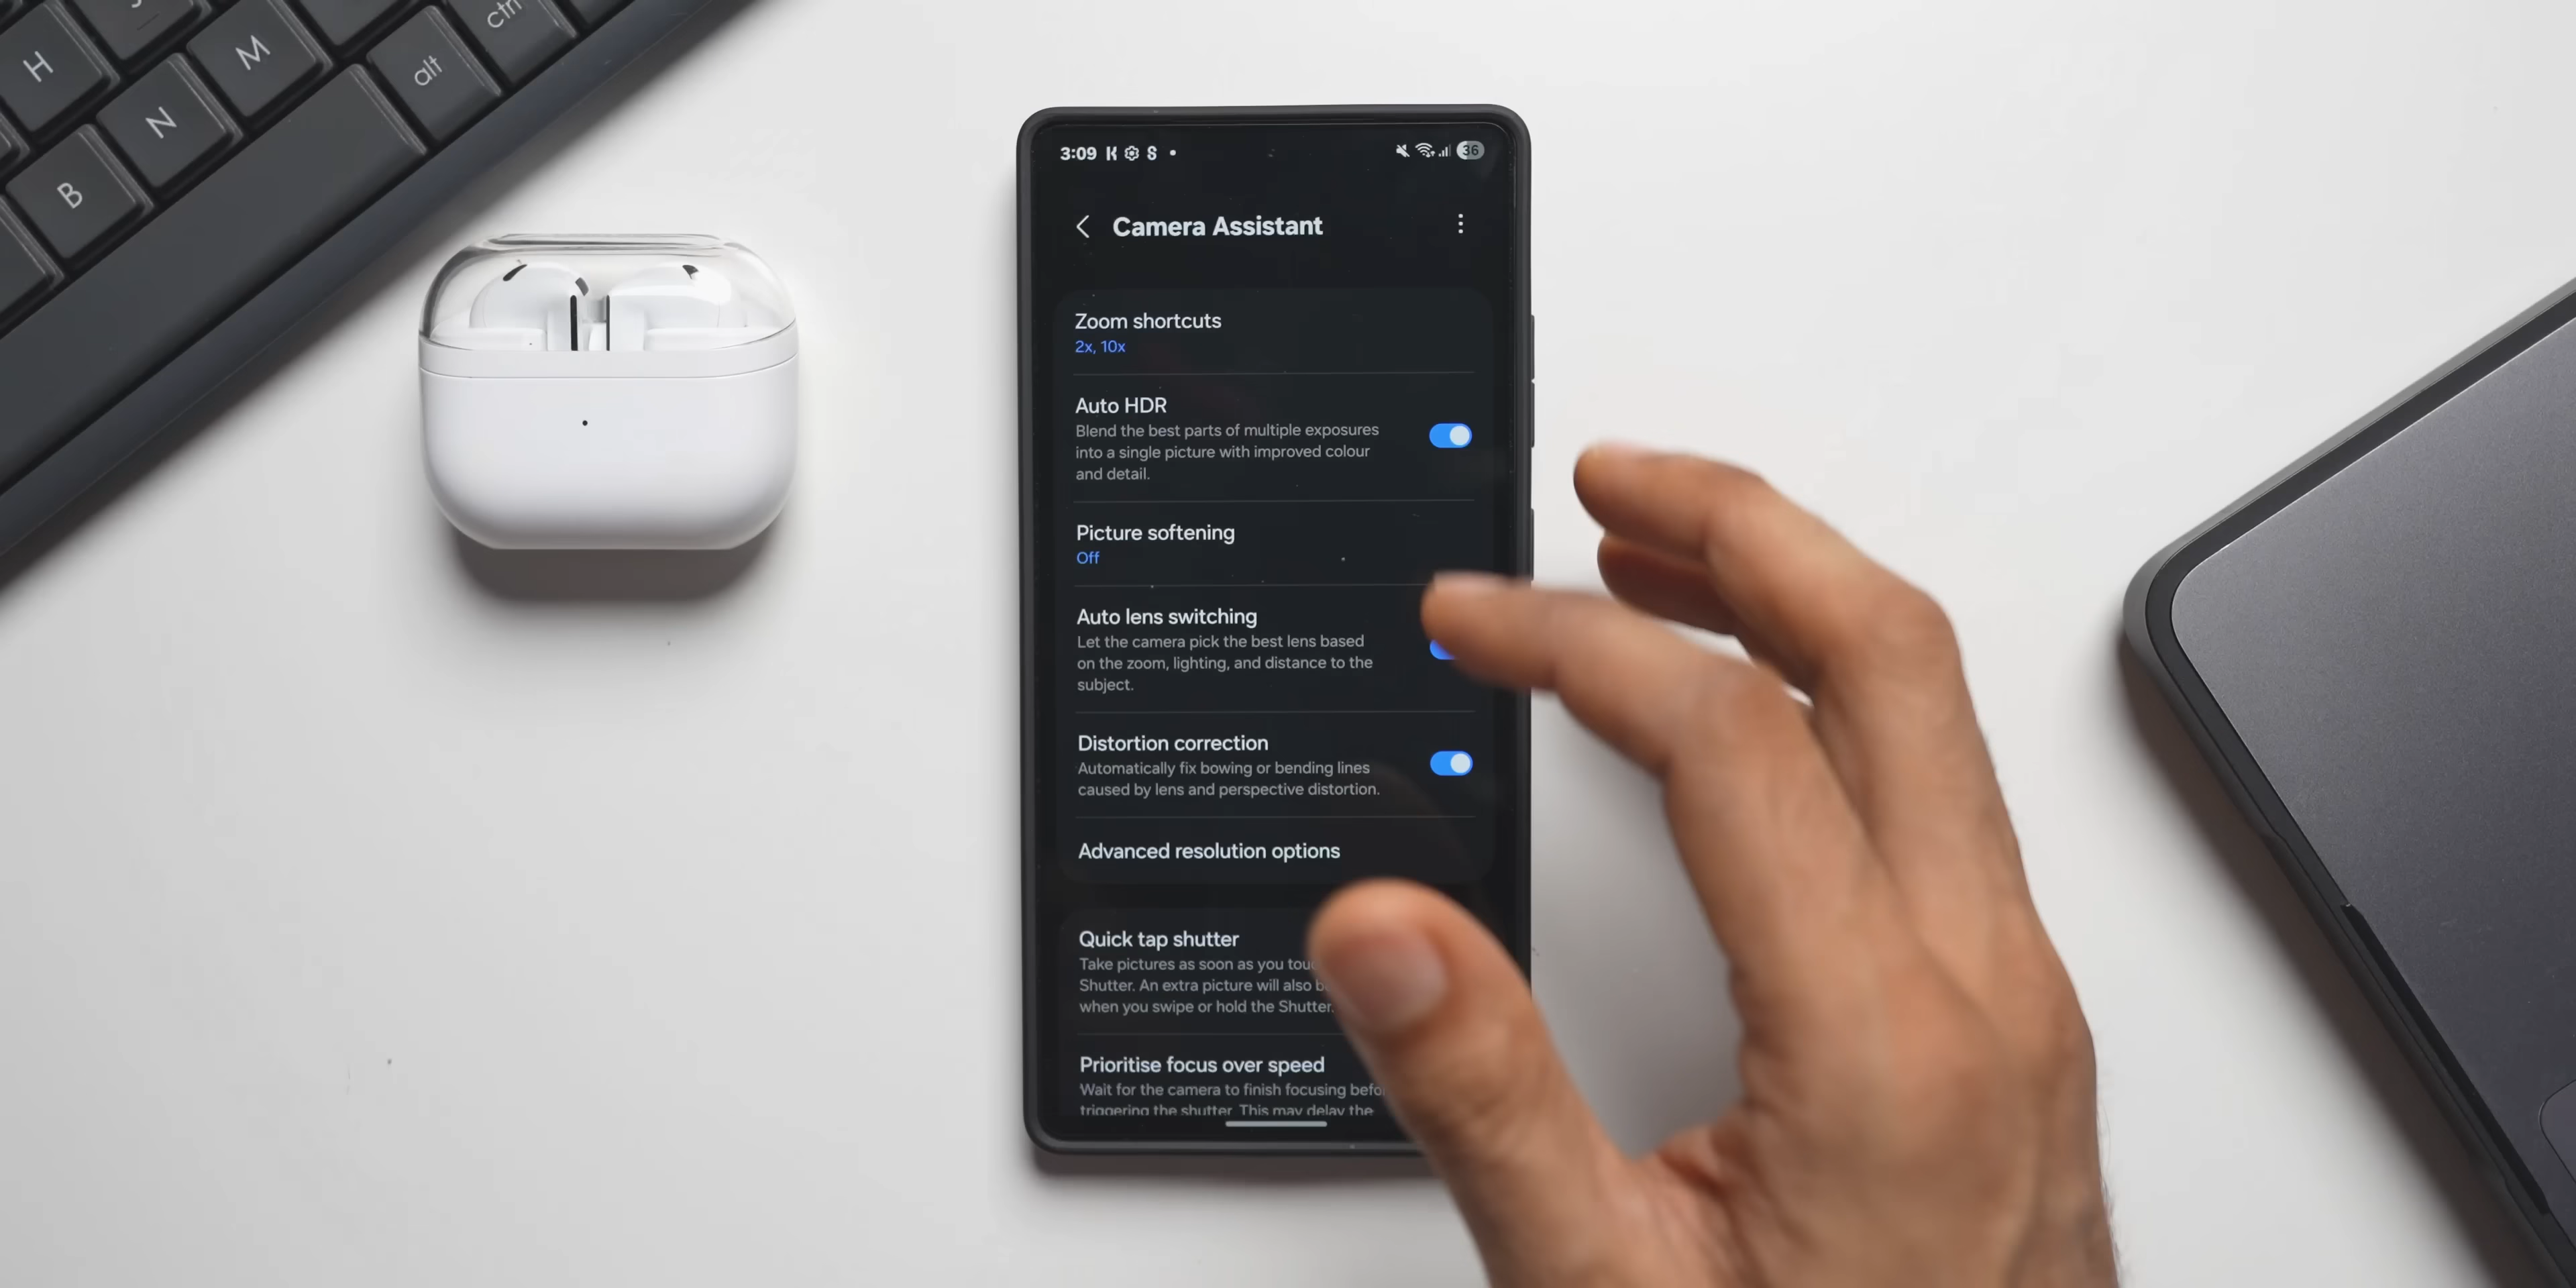 H
M
alt
ctrl
N
B
3:09
36
Camera Assistant
Zoom shortcuts
2x, 10x
Auto HDR
Blend the best parts of multiple exposures
into a single picture with improved colour
and detail.
Picture softening
Off
Auto lens switching
Let the camera pick the best lens based
on the zoom, lighting, and distance to the
subject.
Distortion correction
Automatically fix bowing or bending lines
caused by lens and perspective distortion.
Advanced resolution options
Quick tap shutter
Take pictures as soon as you
Shutter. An extra picture will also
when you swipe or hold the Shutter.
Prioritise focus over speed
Wait for the camera to finish focusing
triggering the shutter. This may delay the